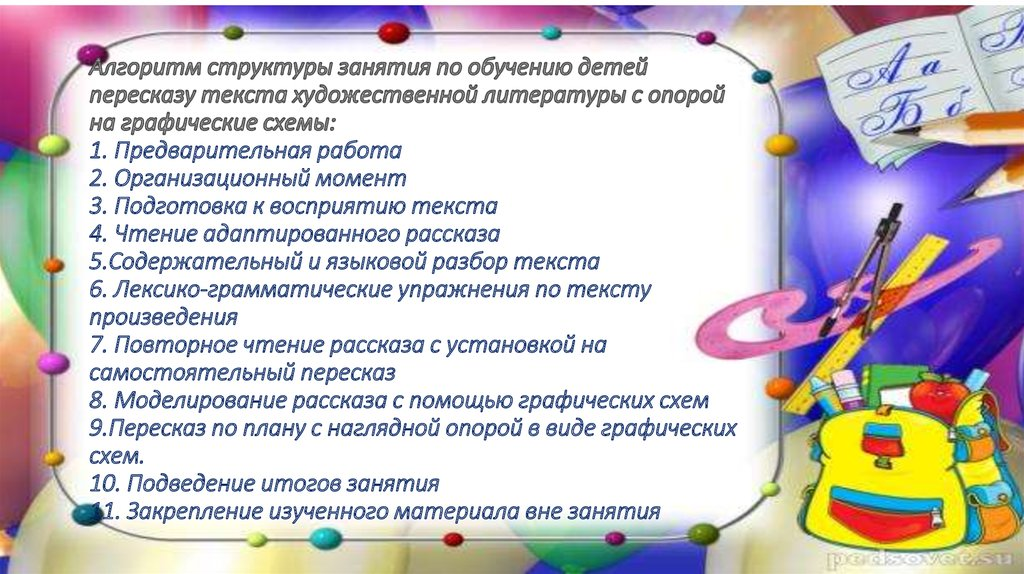 Алгоритм структуры занятия по обучению детей
пересказу текста художественной литературы с опорой
на графические схемы:
1. Предварительная работа
2. Организационный момент
3. Подготовка к восприятию текста
4. Чтение адаптированного рассказа
5.Содержательный и языковой разбор текста
6. Лексико-грамматические упражнения по тексту
произведения
7. Повторное чтение рассказа с установкой на
самостоятельный пересказ
8. Моделирование рассказа с помощью графических схем
9.Пересказ по плану с наглядной опорой в виде графических
схем.
10. Подведение итогов занятия
11. Закрепление изученного материала вне занятия
А а
Б б
pedsovet.su